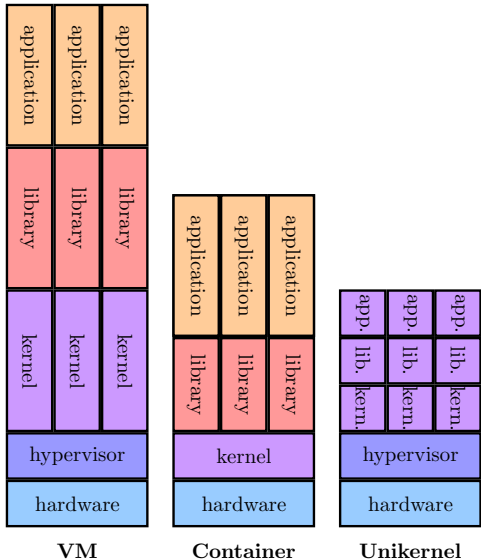 application application application
library library library
kernel kernel kernel
hypervisor
hardware
VM
application application application
library library library
kernel
hardware
Container
app. app. app.
lib. lib. lib.
kern. kern. kern.
hypervisor
hardware
Unikernel